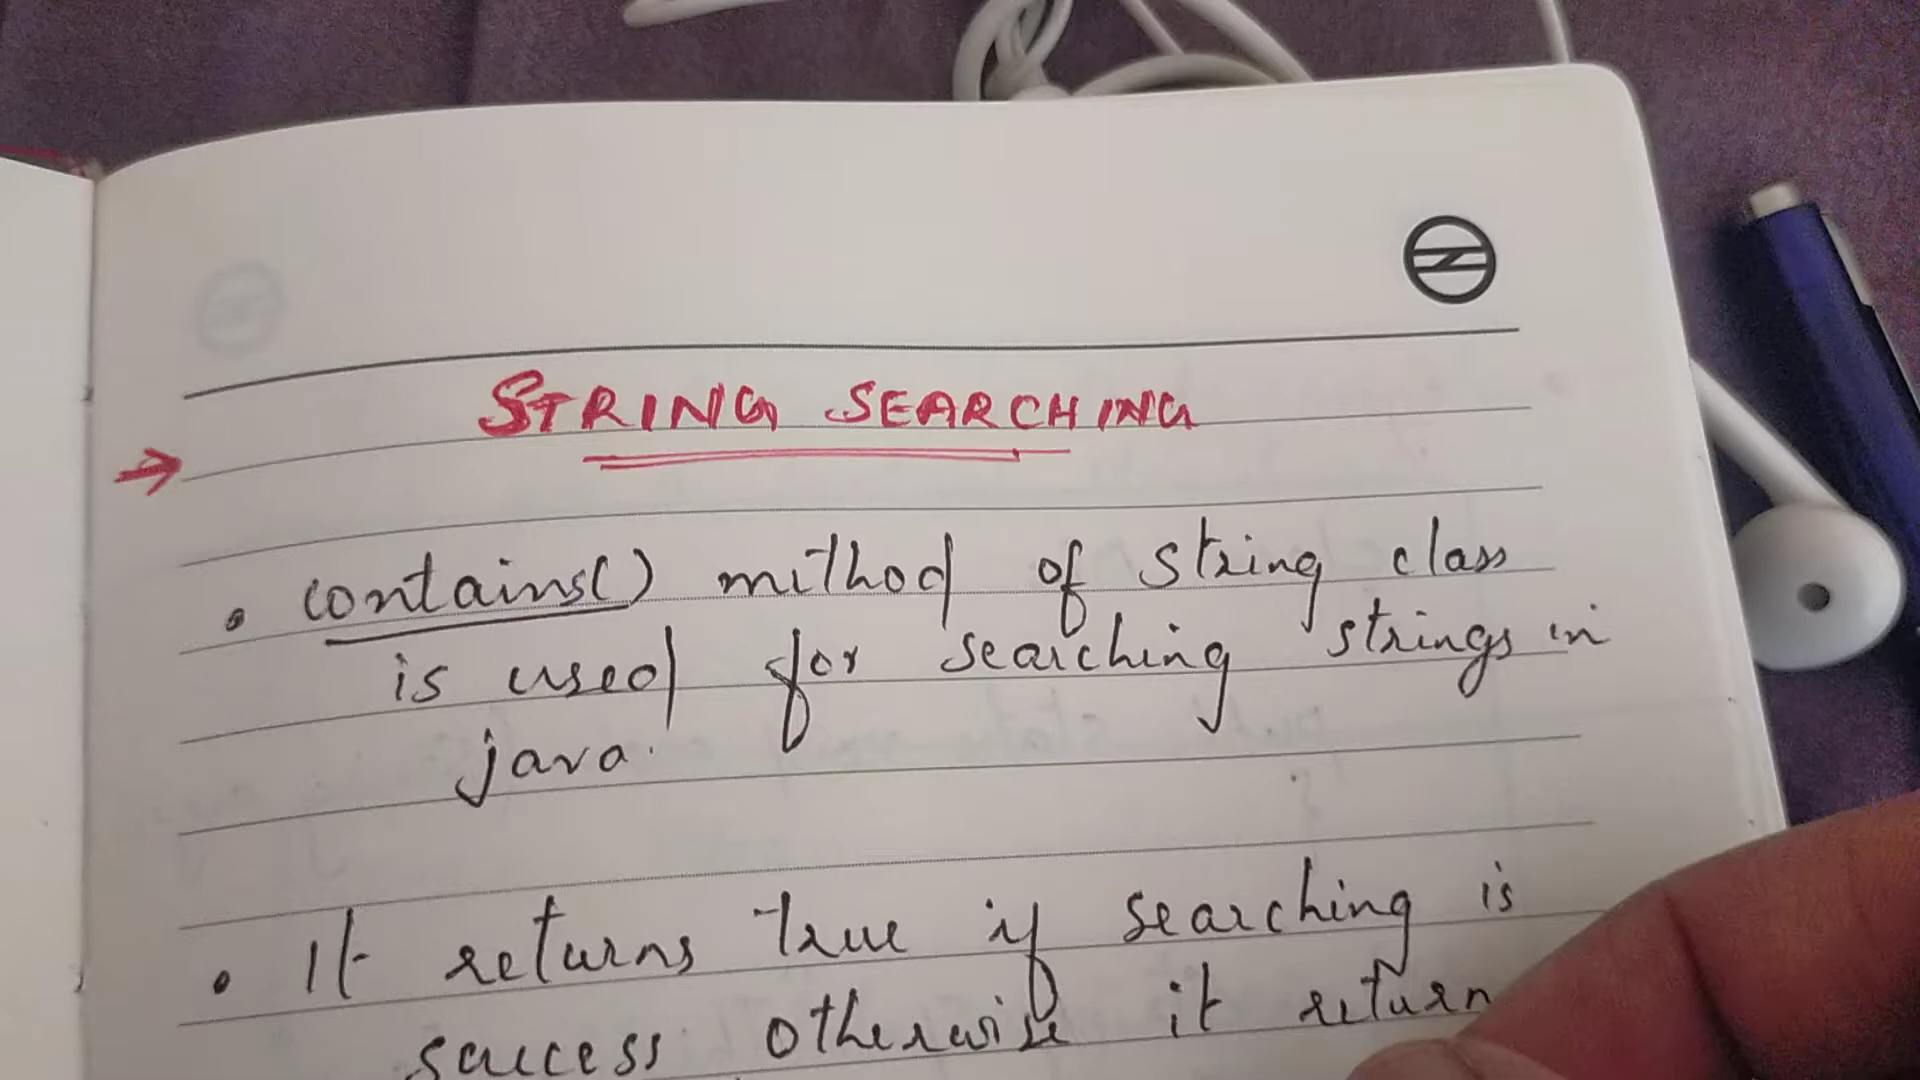 STRING SEARCHING
→
• contains() method of string class
is used for searching strings in
java.
• It returns true if searching is
success otherwise it return